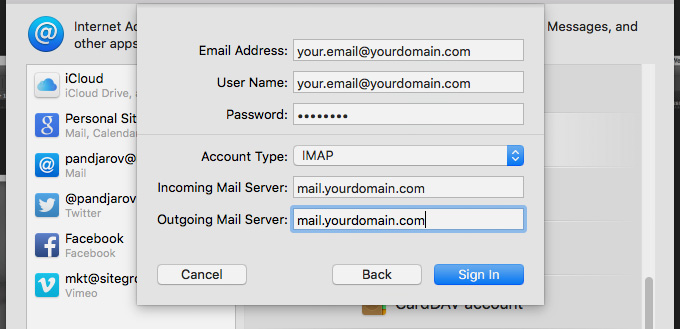 Internet Ac
other apps
Messages, and
iCloud
iCloud Drive, a
Personal Sit
Mail, Calendar
pandjarov@
Mail
@pandjarov
Twitter
Facebook
Facebook
mkt@sitegro
Vimeo
Email Address: your.email@yourdomain.com
User Name: your.email@yourdomain.com
Password: ••••••••
Account Type: IMAP
Incoming Mail Server: mail.yourdomain.com
Outgoing Mail Server: mail.yourdomain.com
Cancel Back Sign In
CardDAV account